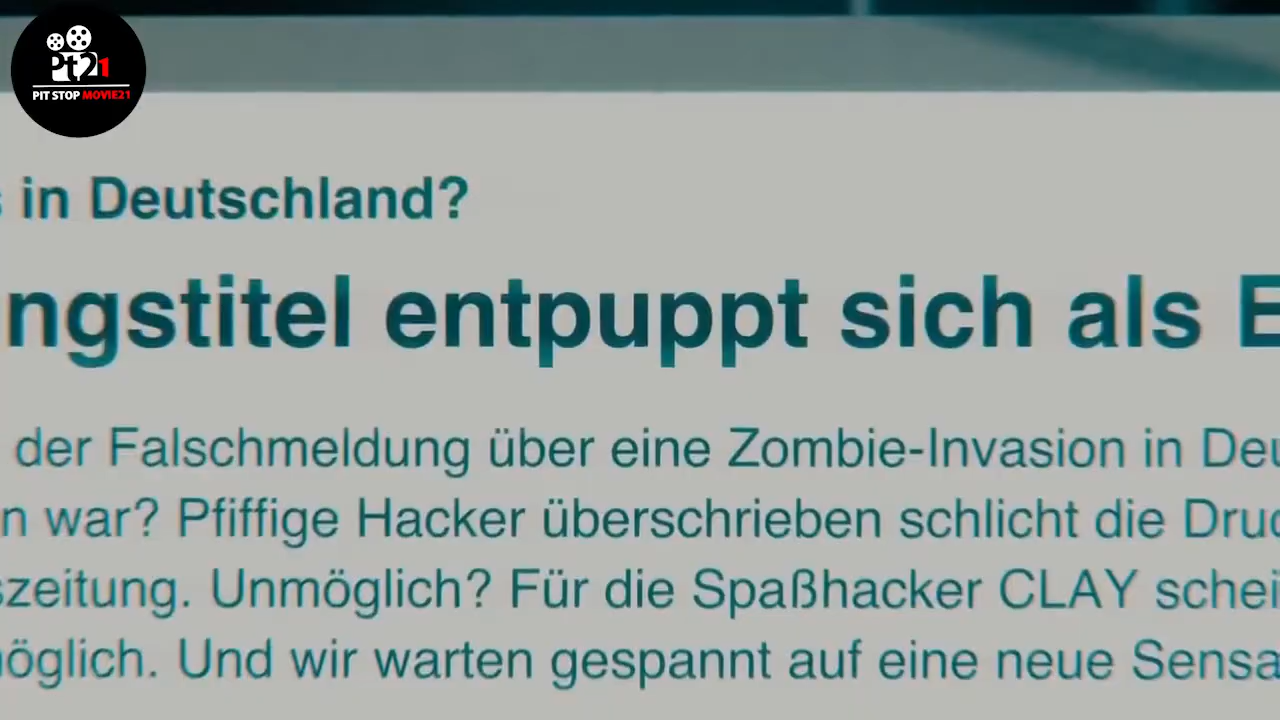 Pt21
PIT STOP MOVIE21
in Deutschland?
ngstitel entpuppt sich als E
der Falschmeldung über eine Zombie-Invasion in Deu
n war? Pfiffige Hacker überschrieben schlicht die Druc
szeitung. Unmöglich? Für die Spaßhacker CLAY schei
möglich. Und wir warten gespannt auf eine neue Sensa